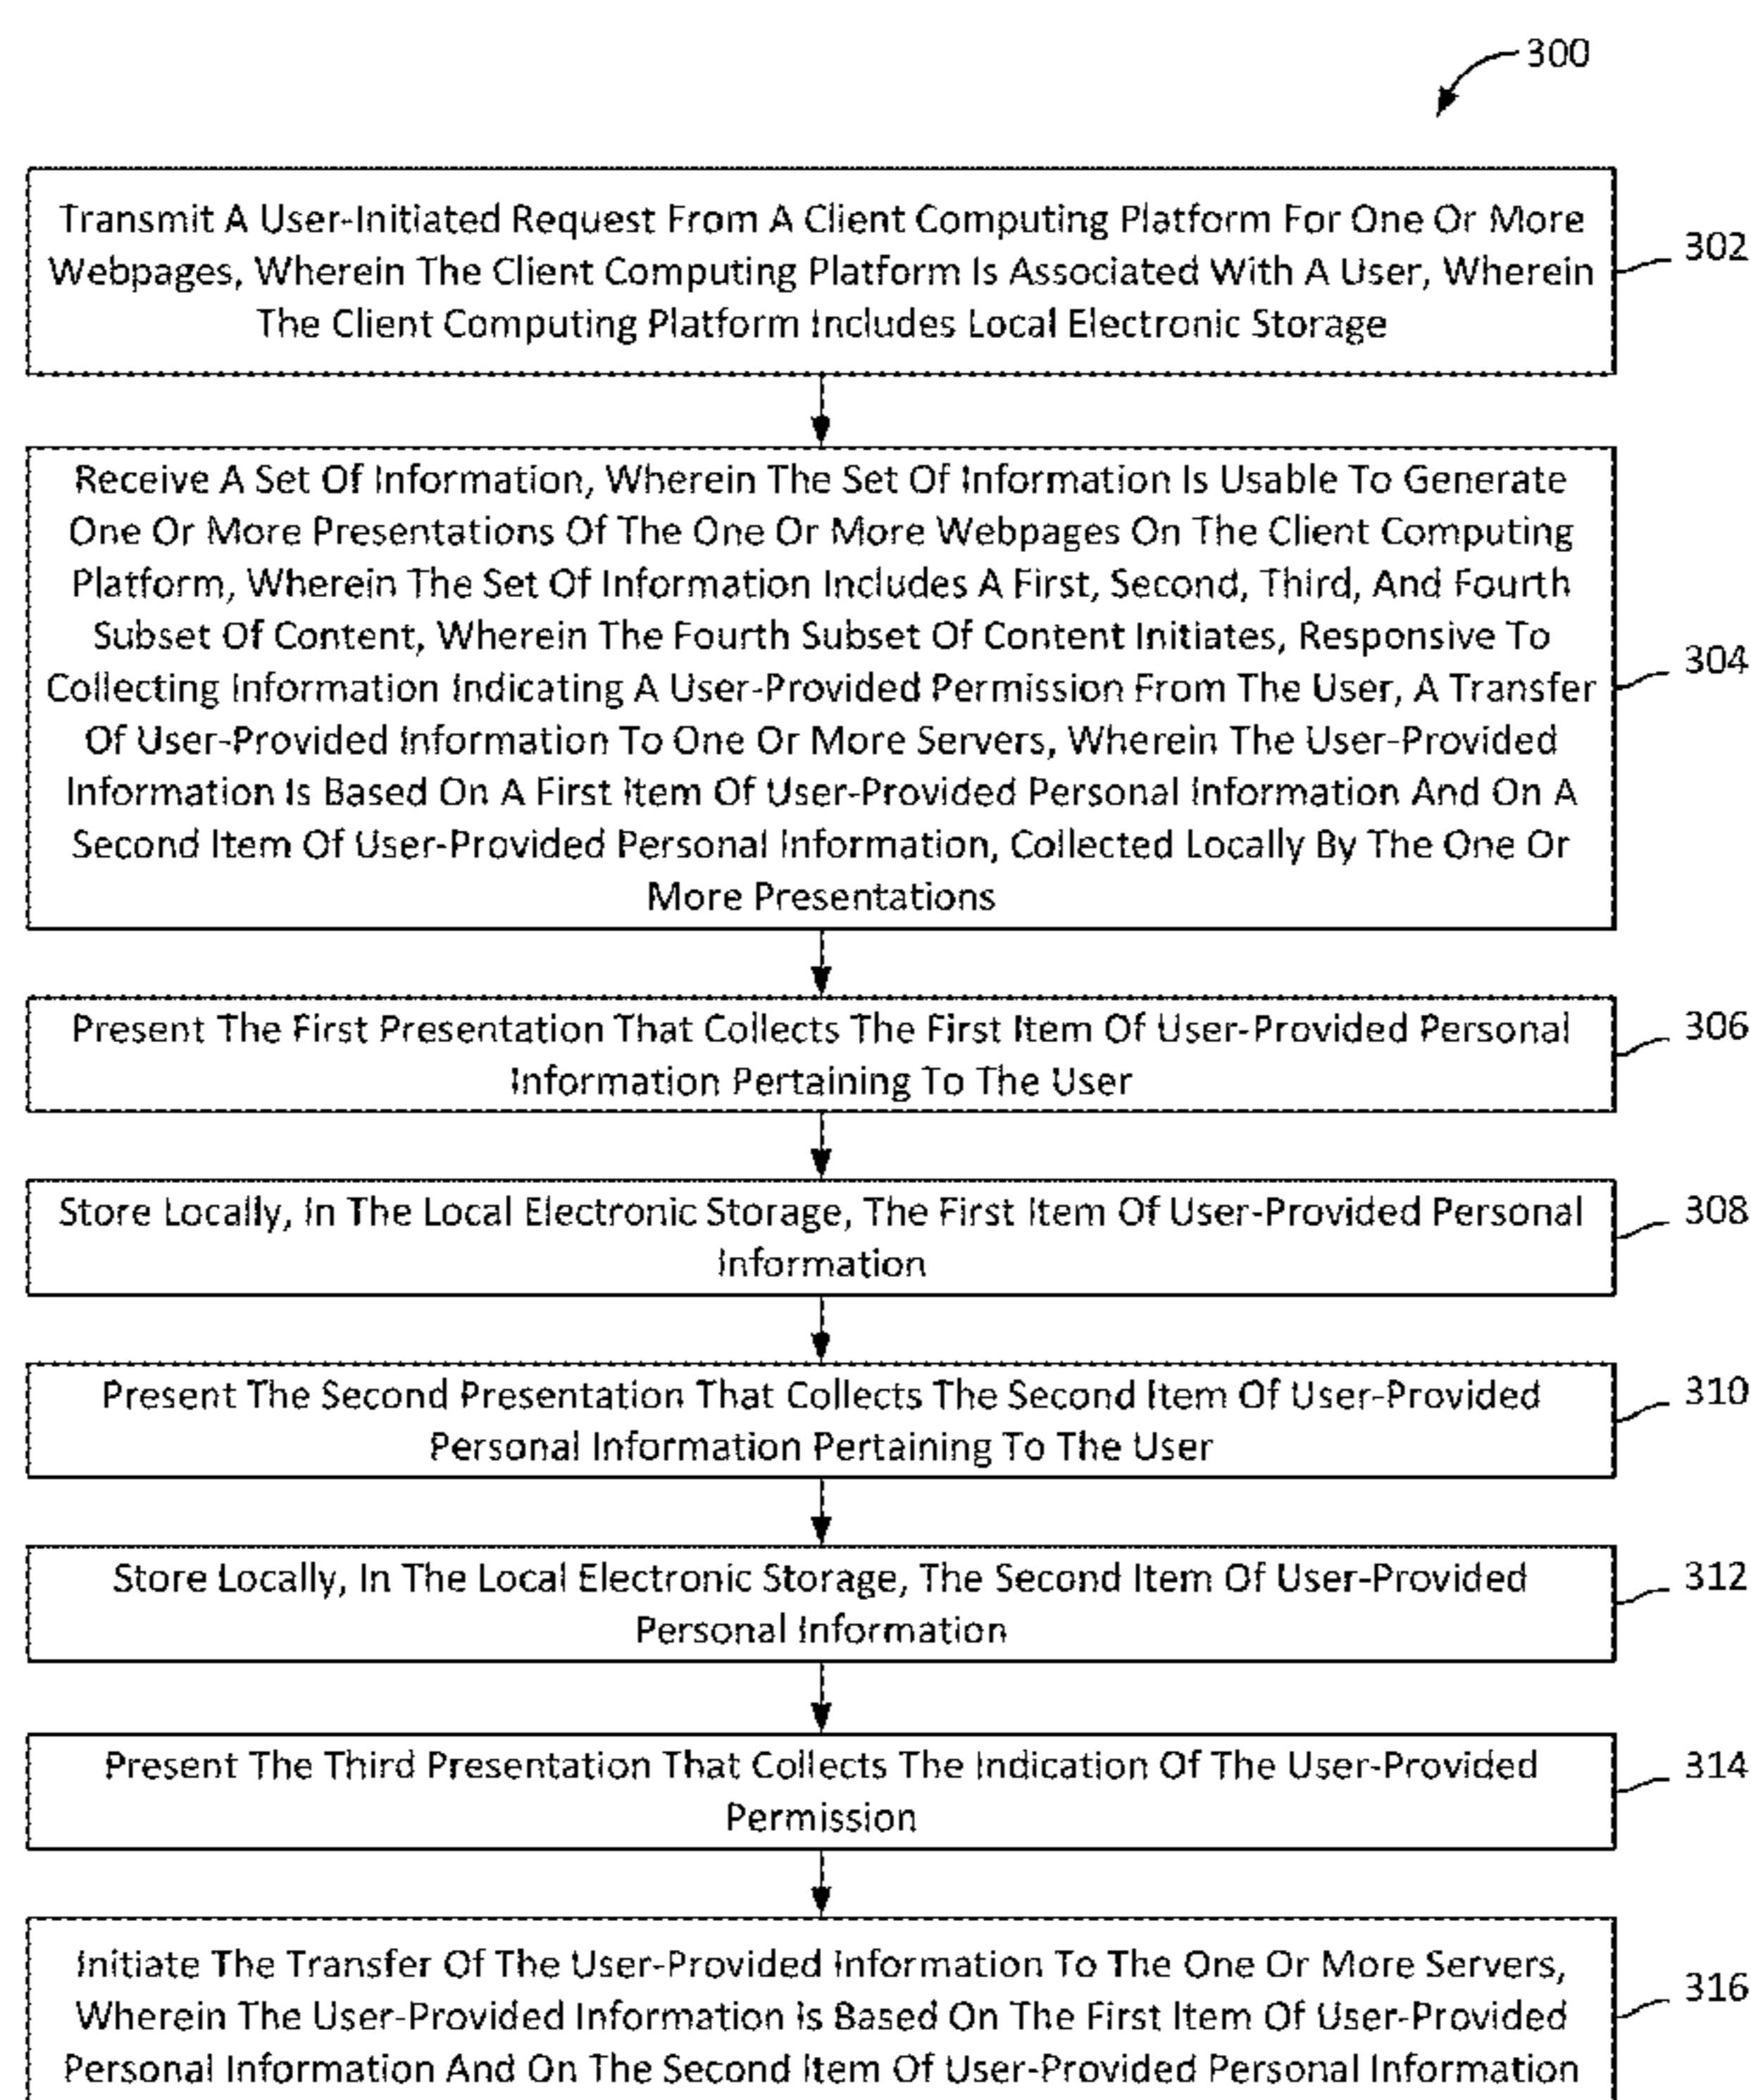 300
Transmit A User-Initiated Request From A Client Computing Platform For One Or More
Webpages, Wherein The Client Computing Platform Is Associated With A User, Wherein
The Client Computing Platform Includes Local Electronic Storage
302
Receive A Set Of Information, Wherein The Set Of Information Is Usable To Generate
One Or More Presentations Of The One Or More Webpages On The Client Computing
Platform, Wherein The Set Of Information Includes A First, Second, Third, And Fourth
Subset Of Content, Wherein The Fourth Subset Of Content Initiates, Responsive To
Collecting Information Indicating A User-Provided Permission From The User, A Transfer
Of User-Provided Information To One Or More Servers, Wherein The User-Provided
Information Is Based On A First Item Of User-Provided Personal Information And On A
Second Item Of User-Provided Personal Information, Collected Locally By The One Or
More Presentations
304
Present The First Presentation That Collects The First Item Of User-Provided Personal
Information Pertaining To The User
306
Store Locally, In The Local Electronic Storage, The First Item Of User-Provided Personal
Information
308
Present The Second Presentation That Collects The Second Item Of User-Provided
Personal Information Pertaining To The User
310
Store Locally, In The Local Electronic Storage, The Second Item Of User-Provided
Personal Information
312
Present The Third Presentation That Collects The Indication Of The User-Provided
Permission
314
Initiate The Transfer Of The User-Provided Information To The One Or More Servers,
Wherein The User-Provided Information Is Based On The First Item Of User-Provided
Personal Information And On The Second Item Of User-Provided Personal Information
316